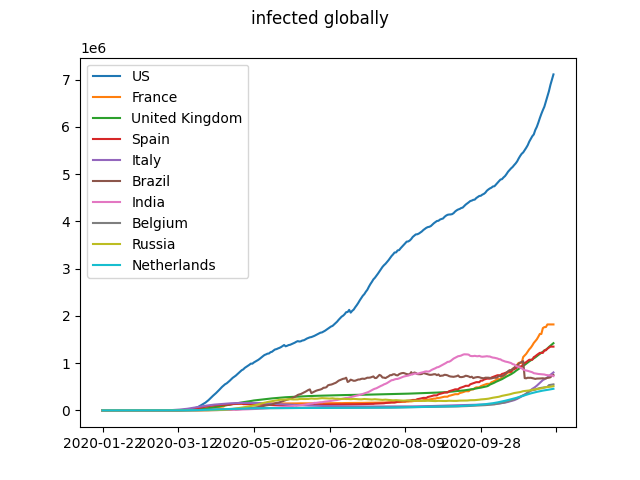 infected globally
1e6
7
6
5
4
3
2
1
0
US
France
United Kingdom
Spain
Italy
Brazil
India
Belgium
Russia
Netherlands
2020-01-22 2020-03-12 2020-05-01 2020-06-20 2020-08-09 2020-09-28